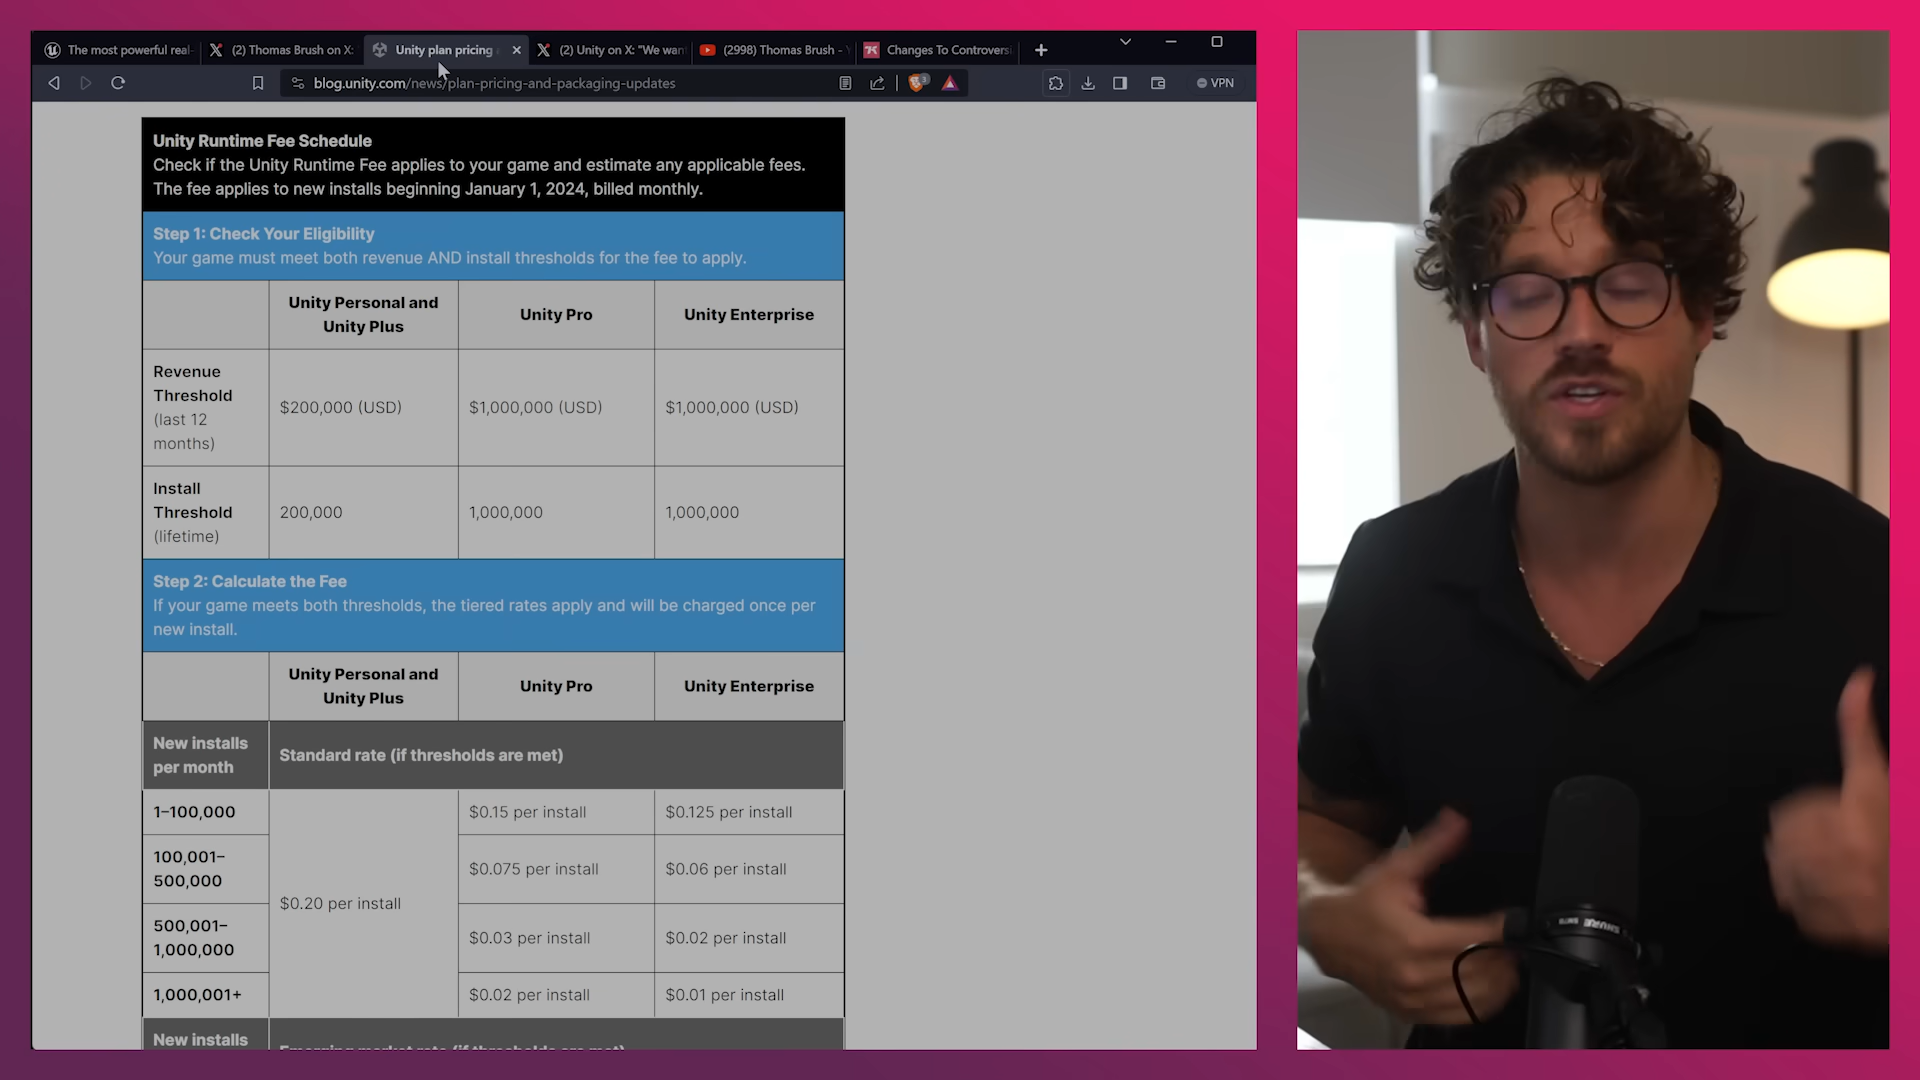 The most powerful real-
(2) Thomas Brush on X:
Unity plan pricing
(2) Unity on X: "We wan
(2998) Thomas Brush -
Changes To Controversi
blog.unity.com/news/plan-pricing-and-packaging-updates
3
VPN
Unity Runtime Fee Schedule
Check if the Unity Runtime Fee applies to your game and estimate any applicable fees.
The fee applies to new installs beginning January 1, 2024, billed monthly.
Step 1: Check Your Eligibility
Your game must meet both revenue AND install thresholds for the fee to apply.
Unity Personal and
Unity Plus
Unity Pro
Unity Enterprise
Revenue
Threshold
(last 12
months)
$200,000 (USD)
$1,000,000 (USD)
$1,000,000 (USD)
Install
Threshold
(lifetime)
200,000
1,000,000
1,000,000
Step 2: Calculate the Fee
If your game meets both thresholds, the tiered rates apply and will be charged once per
new install.
Unity Personal and
Unity Plus
Unity Pro
Unity Enterprise
New installs
per month
Standard rate (if thresholds are met)
1–100,000
$0.20 per install
$0.15 per install
$0.125 per install
100,001–
500,000
$0.075 per install
$0.06 per install
500,001–
1,000,000
$0.03 per install
$0.02 per install
1,000,001+
$0.02 per install
$0.01 per install
New installs
Emerging market rate (if thresholds are met)
SHURE